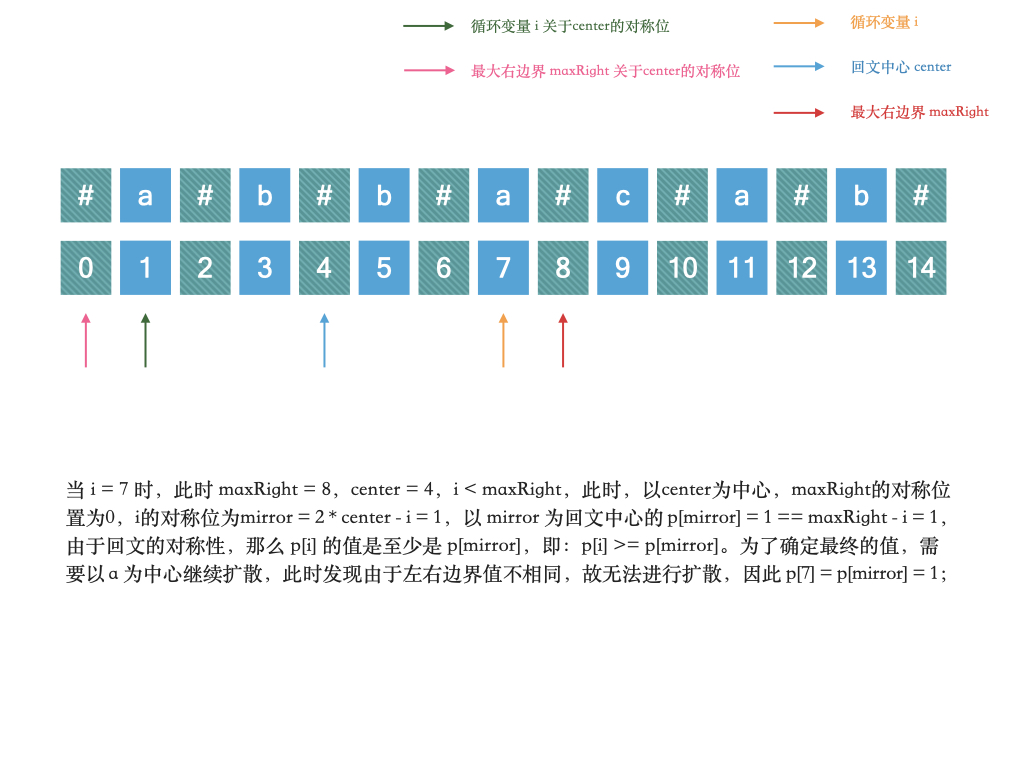 循环变量 i 关于center的对称位
循环变量 i
最大右边界 maxRight 关于center的对称位
回文中心 center
最大右边界 maxRight
# a # b # b # a # c # a # b #
0 1 2 3 4 5 6 7 8 9 10 11 12 13 14
当 i = 7 时，此时 maxRight = 8，center = 4，i < maxRight，此时，以center为中心，maxRight的对称位
置为0，i的对称位为mirror = 2 * center - i = 1，以 mirror 为回文中心的 p[mirror] = 1 == maxRight - i = 1，
由于回文的对称性，那么 p[i] 的值是至少是 p[mirror]，即：p[i] >= p[mirror]。为了确定最终的值，需
要以 a 为中心继续扩散，此时发现由于左右边界值不相同，故无法进行扩散，因此 p[7] = p[mirror] = 1；